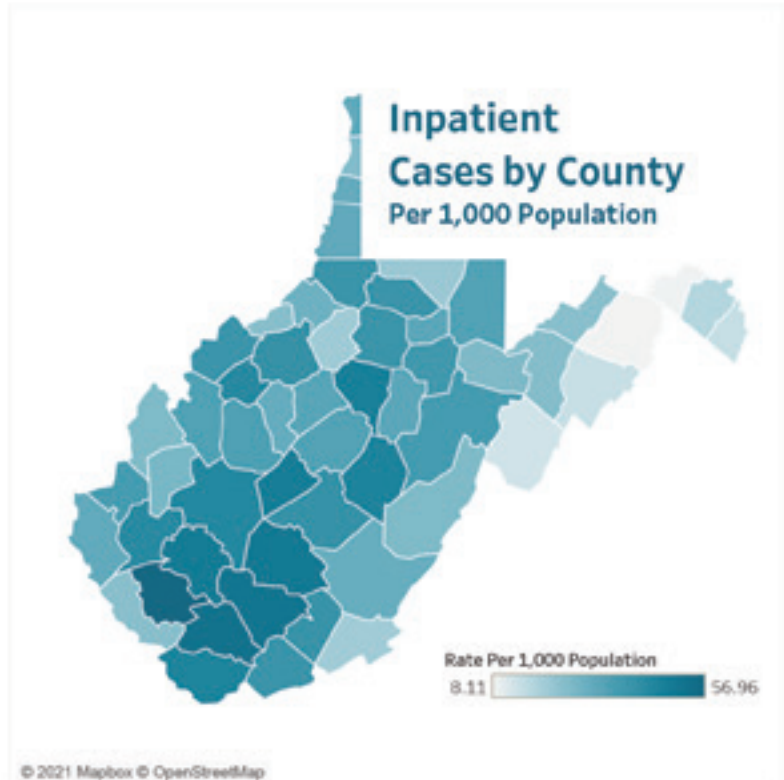 Inpatient
Cases by County
Per 1,000 Population
Rate Per 1,000 Population
8.11 56.96
© 2021 Mapbox © OpenStreetMap